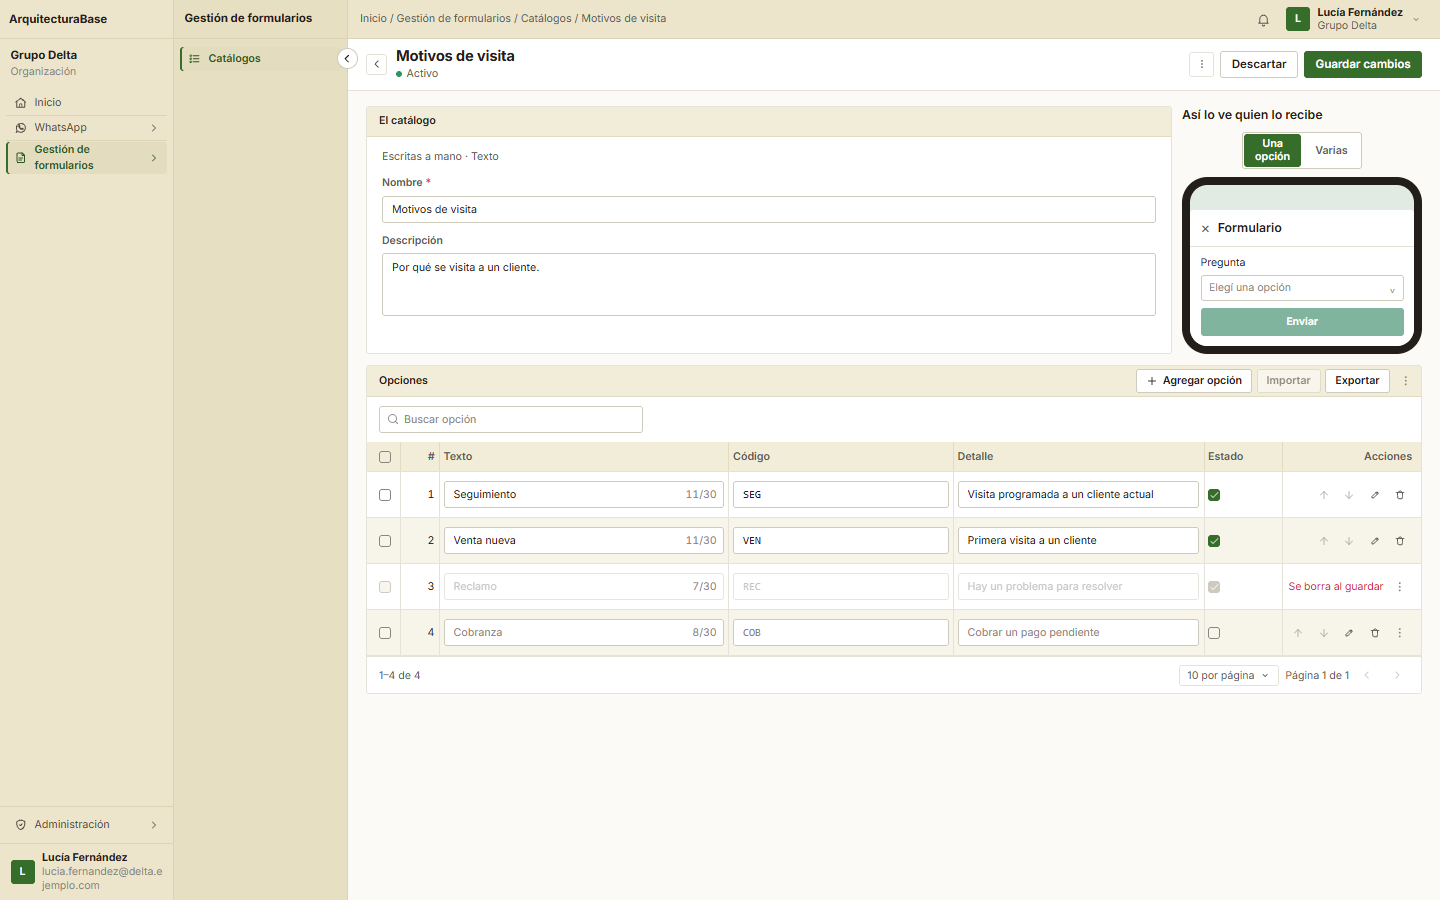 ArquitecturaBase
Grupo Delta
Organización
Inicio
WhatsApp
Gestión de
formularios
Administración
Lucía Fernández
L
lucia.fernandez@delta.e
jemplo.com
Gestión de formularios
Catálogos
Inicio / Gestión de formularios / Catálogos / Motivos de visita
L
Lucía Fernández
Grupo Delta
Motivos de visita
Activo
Descartar
Guardar cambios
El catálogo
Escritas a mano · Texto
Nombre *
Motivos de visita
Descripción
Por qué se visita a un cliente.
Así lo ve quien lo recibe
Una
opción
Varias
Formulario
Pregunta
Elegí una opción
Enviar
Opciones
Agregar opción
Importar
Exportar
Buscar opción
# Texto Código Detalle Estado Acciones
1 Seguimiento 11/30 SEG Visita programada a un cliente actual
2 Venta nueva 11/30 VEN Primera visita a un cliente
3 Reclamo 7/30 REC Hay un problema para resolver Se borra al guardar
4 Cobranza 8/30 COB Cobrar un pago pendiente
1–4 de 4
10 por página
Página 1 de 1